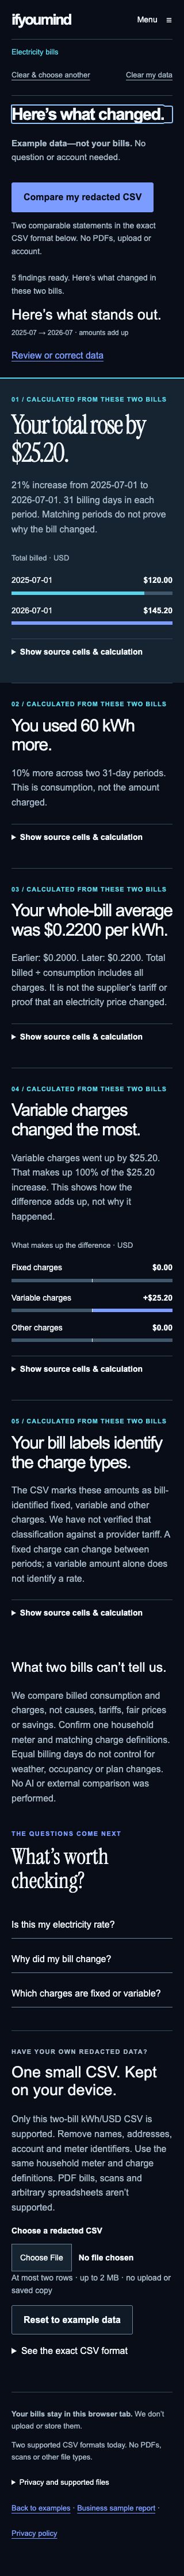 ifyoumind
Menu ≡
Electricity bills
Clear & choose another
Clear my data
Here's what changed.
Example data—not your bills. No
question or account needed.
Compare my redacted CSV
Two comparable statements in the exact
CSV format below. No PDFs, upload or
account.
5 findings ready. Here's what changed in
these two bills.
Here's what stands out.
2025-07 → 2026-07 · amounts add up
Review or correct data
01 / CALCULATED FROM THESE TWO BILLS
Your total rose by
$25.20.
21% increase from 2025-07-01 to
2026-07-01. 31 billing days in each
period. Matching periods do not prove
why the bill changed.
Total billed · USD
2025-07-01 $120.00
2026-07-01 $145.20
▶ Show source cells & calculation
02 / CALCULATED FROM THESE TWO BILLS
You used 60 kWh
more.
10% more across two 31-day periods.
This is consumption, not the amount
charged.
▶ Show source cells & calculation
03 / CALCULATED FROM THESE TWO BILLS
Your whole-bill average
was $0.2200 per kWh.
Earlier: $0.2000. Later: $0.2200. Total
billed ÷ consumption includes all
charges. It is not the supplier's tariff or
proof that an electricity price changed.
▶ Show source cells & calculation
04 / CALCULATED FROM THESE TWO BILLS
Variable charges
changed the most.
Variable charges went up by $25.20.
That makes up 100% of the $25.20
increase. This shows how the
difference adds up, not why it
happened.
What makes up the difference · USD
Fixed charges $0.00
Variable charges +$25.20
Other charges $0.00
▶ Show source cells & calculation
05 / CALCULATED FROM THESE TWO BILLS
Your bill labels identify
the charge types.
The CSV marks these amounts as bill-
identified fixed, variable and other
charges. We have not verified that
classification against a provider tariff. A
fixed charge can change between
periods; a variable amount alone does
not identify a rate.
▶ Show source cells & calculation
What two bills can't tell us.
We compare billed consumption and
charges, not causes, tariffs, fair prices
or savings. Confirm one household
meter and matching charge definitions.
Equal billing days do not control for
weather, occupancy or plan changes.
No AI or external comparison was
performed.
THE QUESTIONS COME NEXT
What's worth
checking?
Is this my electricity rate?
Why did my bill change?
Which charges are fixed or variable?
HAVE YOUR OWN REDACTED DATA?
One small CSV. Kept
on your device.
Only this two-bill kWh/USD CSV is
supported. Remove names, addresses,
account and meter identifiers. Use the
same household meter and charge
definitions. PDF bills, scans and
arbitrary spreadsheets aren't
supported.
Choose a redacted CSV
Choose File No file chosen
At most two rows · up to 2 MB · no upload or
saved copy
Reset to example data
▶ See the exact CSV format
Your bills stay in this browser tab. We don't
upload or store them.
Two supported CSV formats today. No PDFs,
scans or other file types.
▶ Privacy and supported files
Back to examples · Business sample report ·
Privacy policy